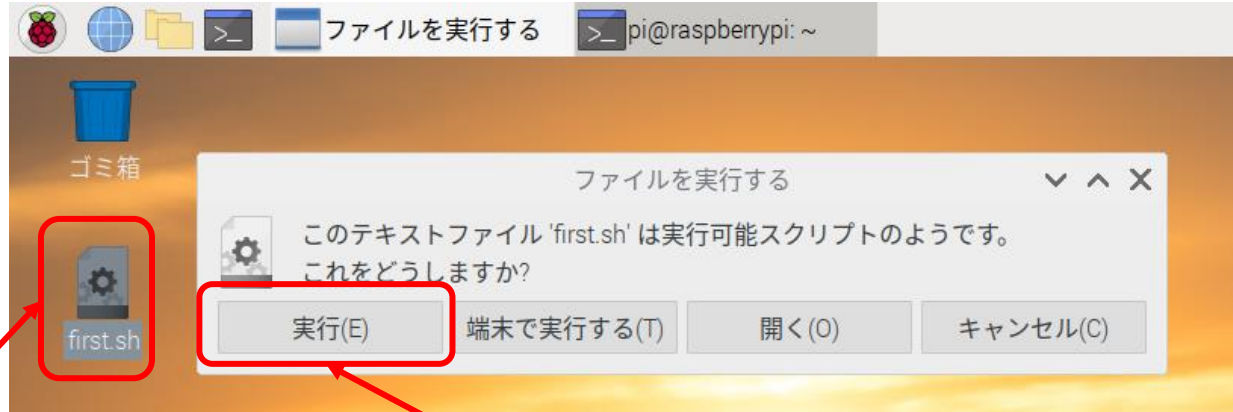 ファイルを実行する
>_ pi@raspberrypi: ~
ゴミ箱
ファイルを実行する
このテキストファイル 'first.sh' は実行可能スクリプトのようです。
これをどうしますか?
実行(E) 端末で実行する(T) 開く(O) キャンセル(C)
first.sh